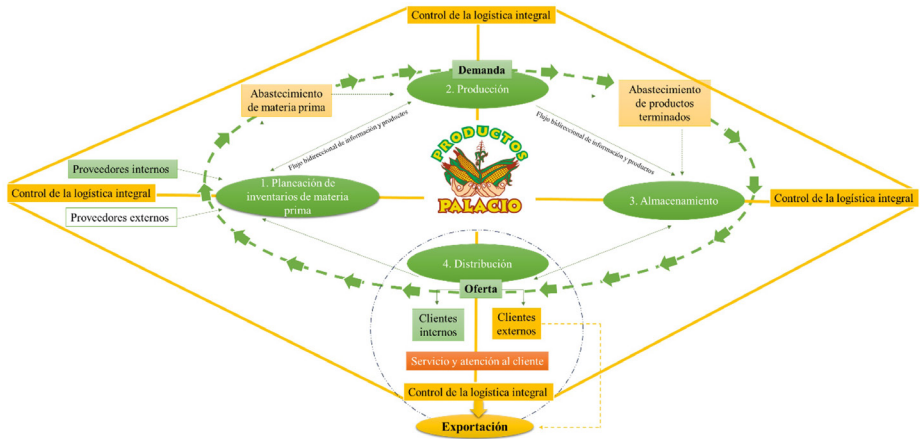 Control de la logística integral
Demanda
2. Producción
Abastecimiento
de materia prima
Abastecimiento
de productos
terminados
Flujo bidireccional de información y productos
Flujo bidireccional de información y productos
PRODUCTOS
PALACIO
Proveedores internos
Control de la logística integral
Proveedores externos
1. Planeación de
inventarios de materia
prima
3. Almacenamiento
Control de la logística integral
4. Distribución
Oferta
Clientes
internos
Clientes
externos
Servicio y atención al cliente
Control de la logística integral
Exportación